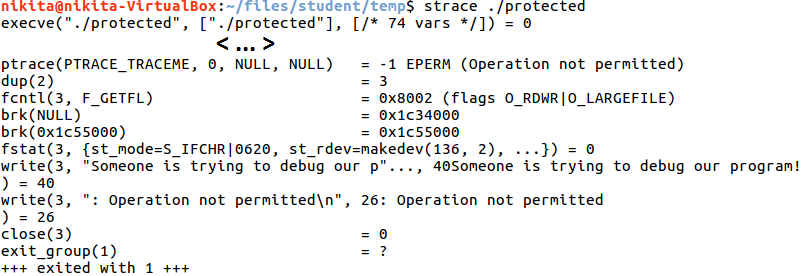 nikita@nikita-VirtualBox:~/files/student/temp$ strace ./protected
execve("./protected", ["./protected"], [/* 74 vars */]) = 0
< ... >
ptrace(PTRACE_TRACEME, 0, NULL, NULL)   = -1 EPERM (Operation not permitted)
dup(2)                                  = 3
fcntl(3, F_GETFL)                       = 0x8002 (flags O_RDWR|O_LARGEFILE)
brk(NULL)                               = 0x1c34000
brk(0x1c55000)                          = 0x1c55000
fstat(3, {st_mode=S_IFCHR|0620, st_rdev=makedev(136, 2), ...}) = 0
write(3, "Someone is trying to debug our p"..., 40Someone is trying to debug our program!
) = 40
write(3, ": Operation not permitted\n", 26: Operation not permitted
) = 26
close(3)                                = 0
exit_group(1)                           = ?
+++ exited with 1 +++